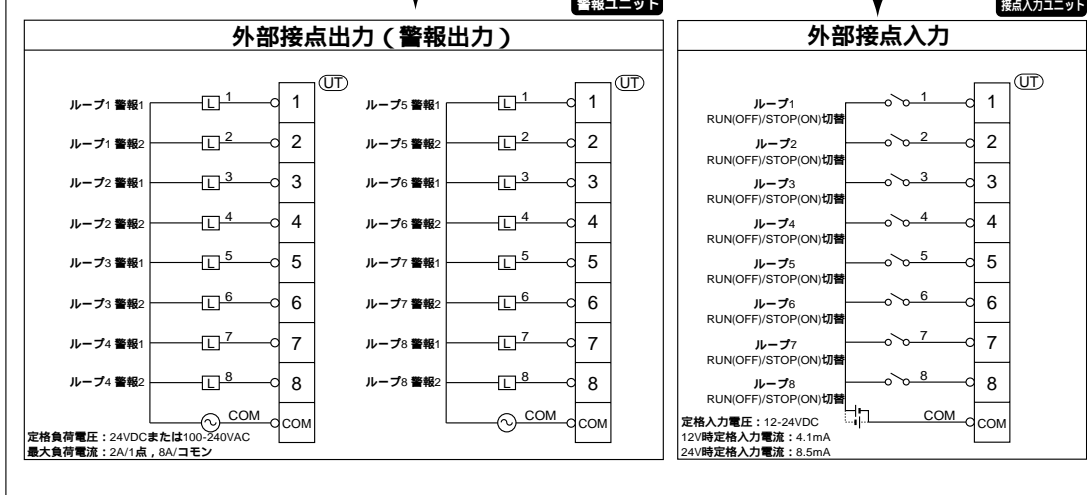 警報ユニット
接点入力ユニット
外部接点出力（警報出力）
UT
ループ1 警報1 L 1 1
ループ1 警報2 L 2 2
ループ2 警報1 L 3 3
ループ2 警報2 L 4 4
ループ3 警報1 L 5 5
ループ3 警報2 L 6 6
ループ4 警報1 L 7 7
ループ4 警報2 L 8 8
COM COM
UT
ループ5 警報1 L 1 1
ループ5 警報2 L 2 2
ループ6 警報1 L 3 3
ループ6 警報2 L 4 4
ループ7 警報1 L 5 5
ループ7 警報2 L 6 6
ループ8 警報1 L 7 7
ループ8 警報2 L 8 8
COM COM
定格負荷電圧：24VDCまたは100-240VAC
最大負荷電流：2A/1点，8A/コモン
外部接点入力
UT
ループ1 1 1
RUN(OFF)/STOP(ON)切替
ループ2 2 2
RUN(OFF)/STOP(ON)切替
ループ3 3 3
RUN(OFF)/STOP(ON)切替
ループ4 4 4
RUN(OFF)/STOP(ON)切替
ループ5 5 5
RUN(OFF)/STOP(ON)切替
ループ6 6 6
RUN(OFF)/STOP(ON)切替
ループ7 7 7
RUN(OFF)/STOP(ON)切替
ループ8 8 8
RUN(OFF)/STOP(ON)切替
COM COM
定格入力電圧：12-24VDC
12V時定格入力電流：4.1mA
24V時定格入力電流：8.5mA